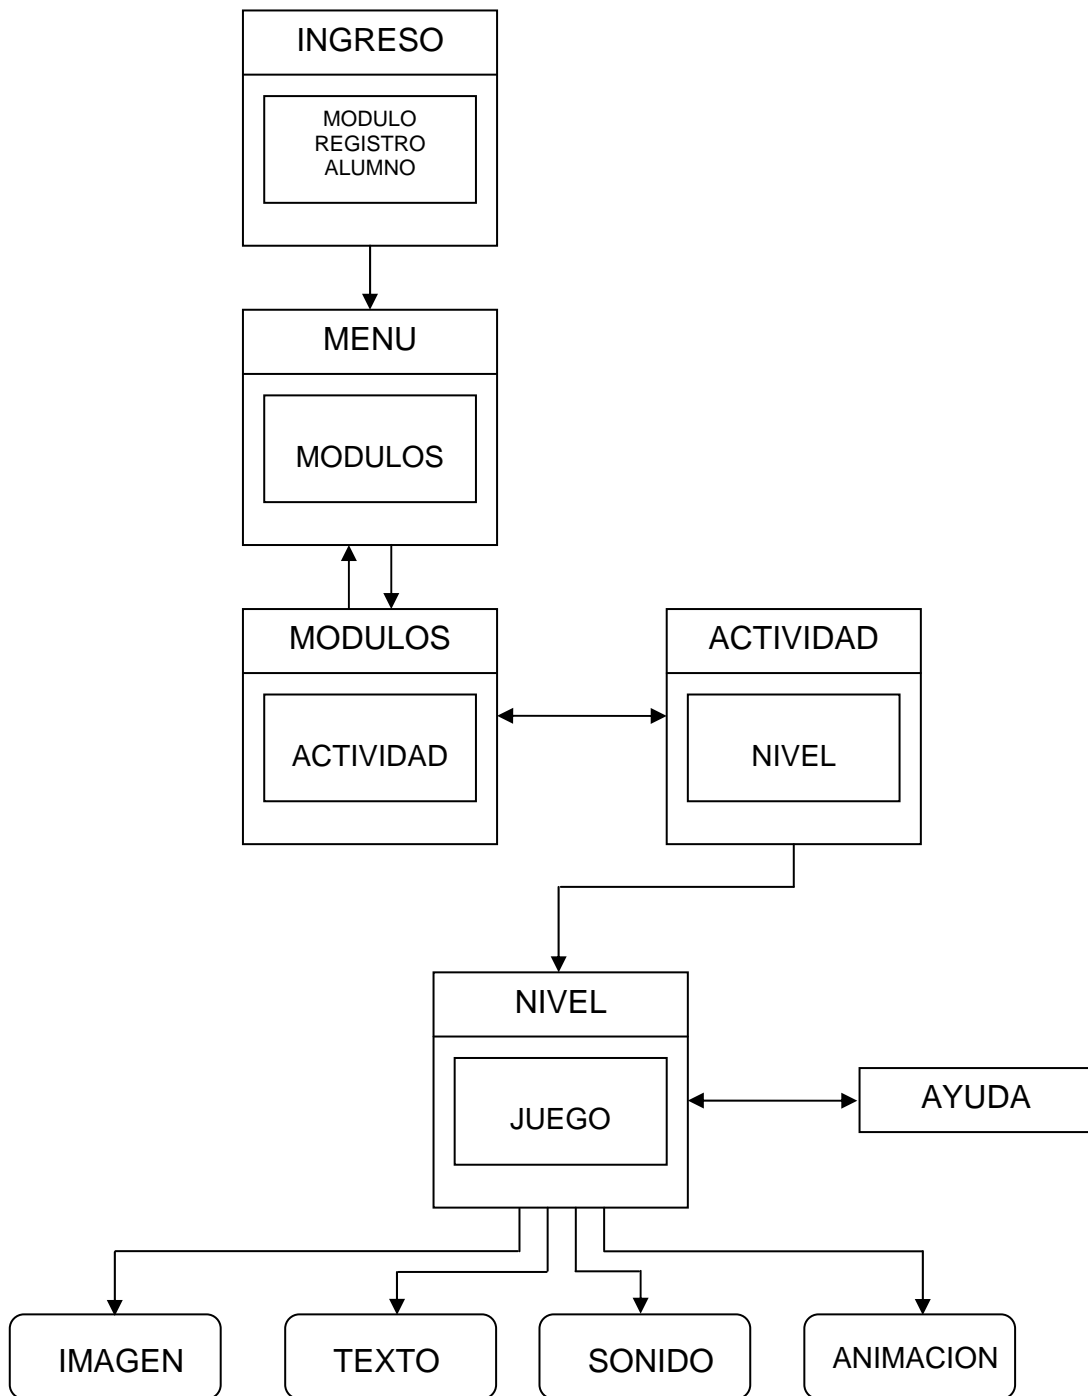 INGRESO
MODULO
REGISTRO
ALUMNO
MENU
MODULOS
MODULOS
ACTIVIDAD
ACTIVIDAD
NIVEL
NIVEL
JUEGO
AYUDA
IMAGEN
TEXTO
SONIDO
ANIMACION